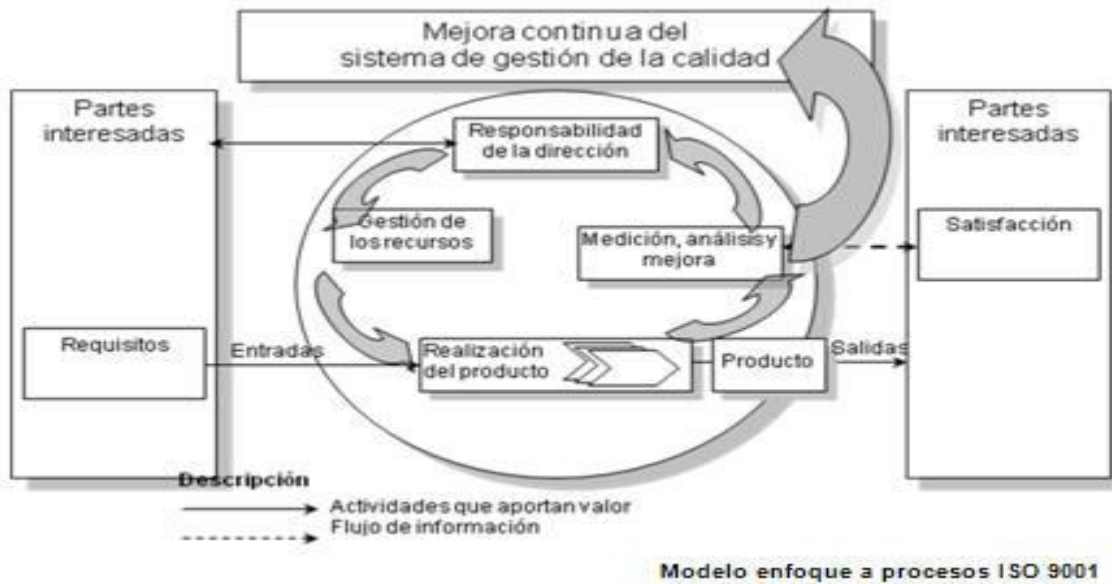 Mejora continua del
sistema de gestión de la calidad
Partes
interesadas
Responsabilidad
de la dirección
Partes
interesadas
Gestión de
los recursos
Medición, análisis y
mejora
Satisfacción
Requisitos
Entradas
Realización
del producto
Producto
Salidas
Descripción
Actividades que aportan valor
Flujo de información
Modelo enfoque a procesos ISO 9001